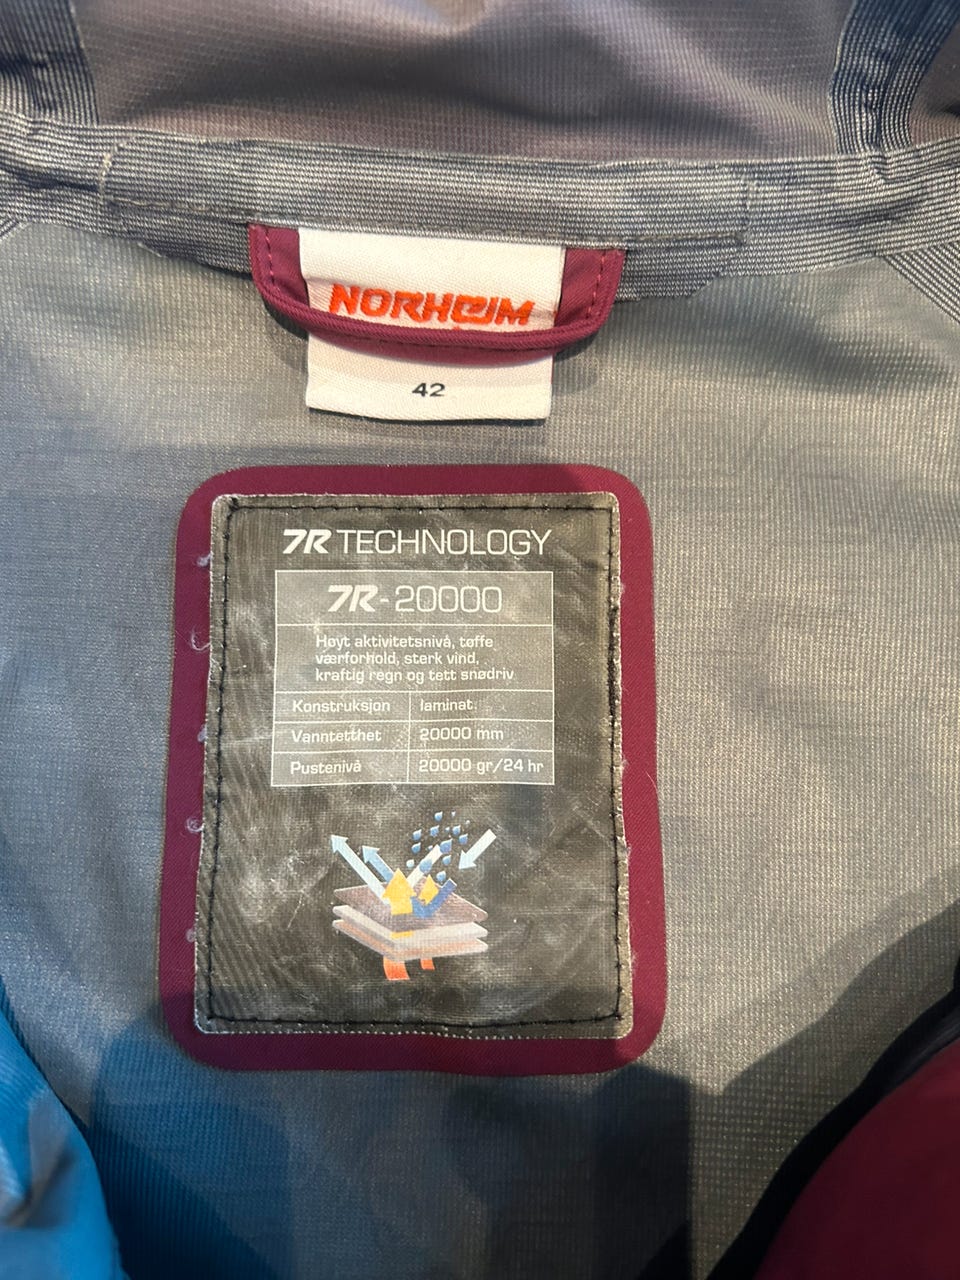 NORHEIM
42
7R TECHNOLOGY
7R-20000
Høyt aktivitetsnivå, tøffe
værforhold, sterk vind,
kraftig regn og tett snødriv
Konstruksjon laminat.
Vanntetthet 20000 mm
Pustenivå 20000 gr/24 hr